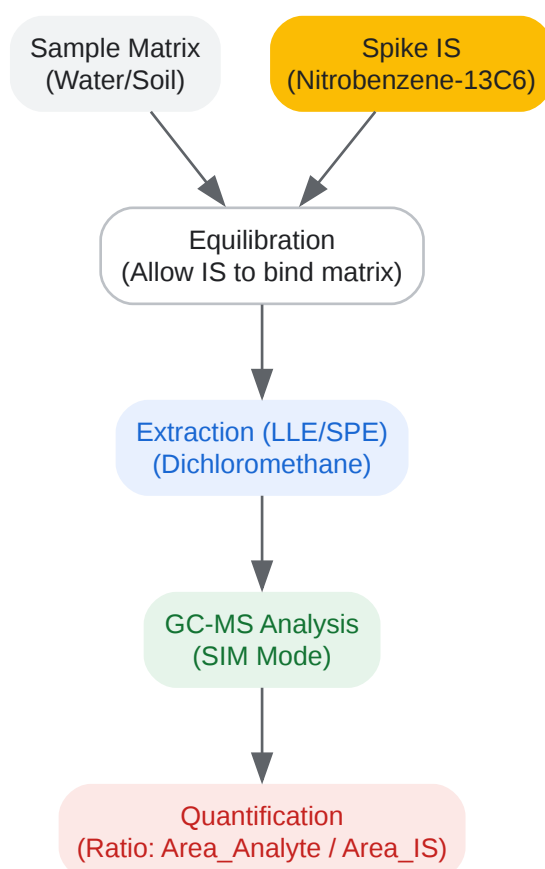 Sample Matrix
(Water/Soil)
Spike IS
(Nitrobenzene-13C6)
Equilibration
(Allow IS to bind matrix)
Extraction (LLE/SPE)
(Dichloromethane)
GC-MS Analysis
(SIM Mode)
Quantification
(Ratio: Area_Analyte / Area_IS)